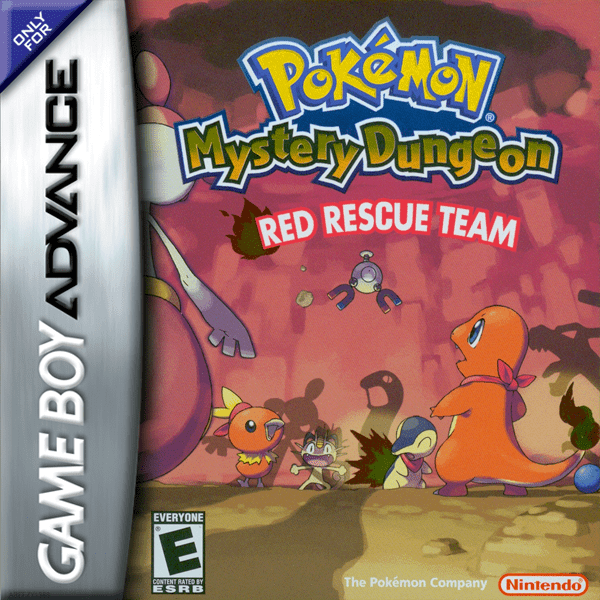 ONLY
FOR
GAME BOY ADVANCE
POKéMON®
Mystery Dungeon
RED RESCUE TEAM
EVERYONE
E
®
CONTENT RATED BY
ESRB
The Pokémon Company
Nintendo®